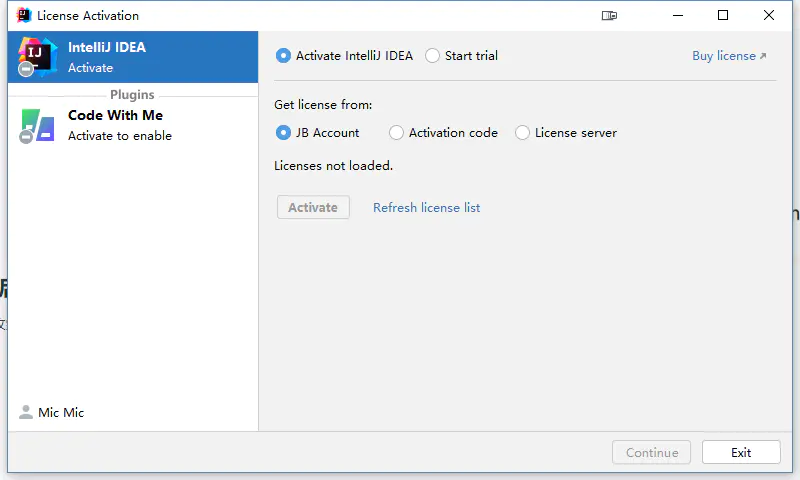 License Activation
IntelliJ IDEA
Activate
Plugins
Code With Me
Activate to enable
Mic Mic
Activate IntelliJ IDEA Start trial Buy license
Get license from:
JB Account Activation code License server
Licenses not loaded.
Activate Refresh license list
Continue Exit